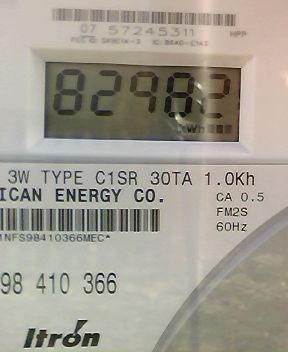 07 57245311 HPP
82982
kWh
3W TYPE C1SR 30TA 1.0Kh
ICAN ENERGY CO. CA 0.5
FM2S
60Hz
1NFS98410366MEC*
98 410 366
Itron